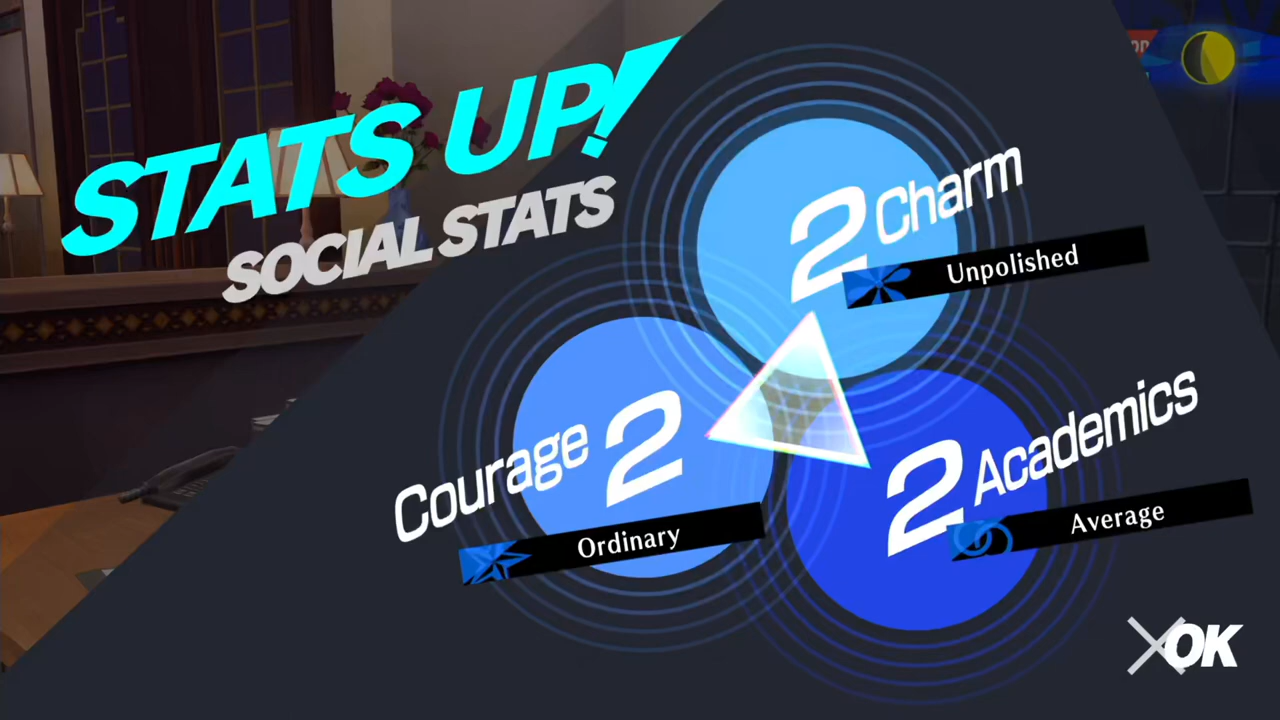 STATS UP!
SOCIAL STATS
2 Charm
Unpolished
Courage 2
Ordinary
2 Academics
Average
OK